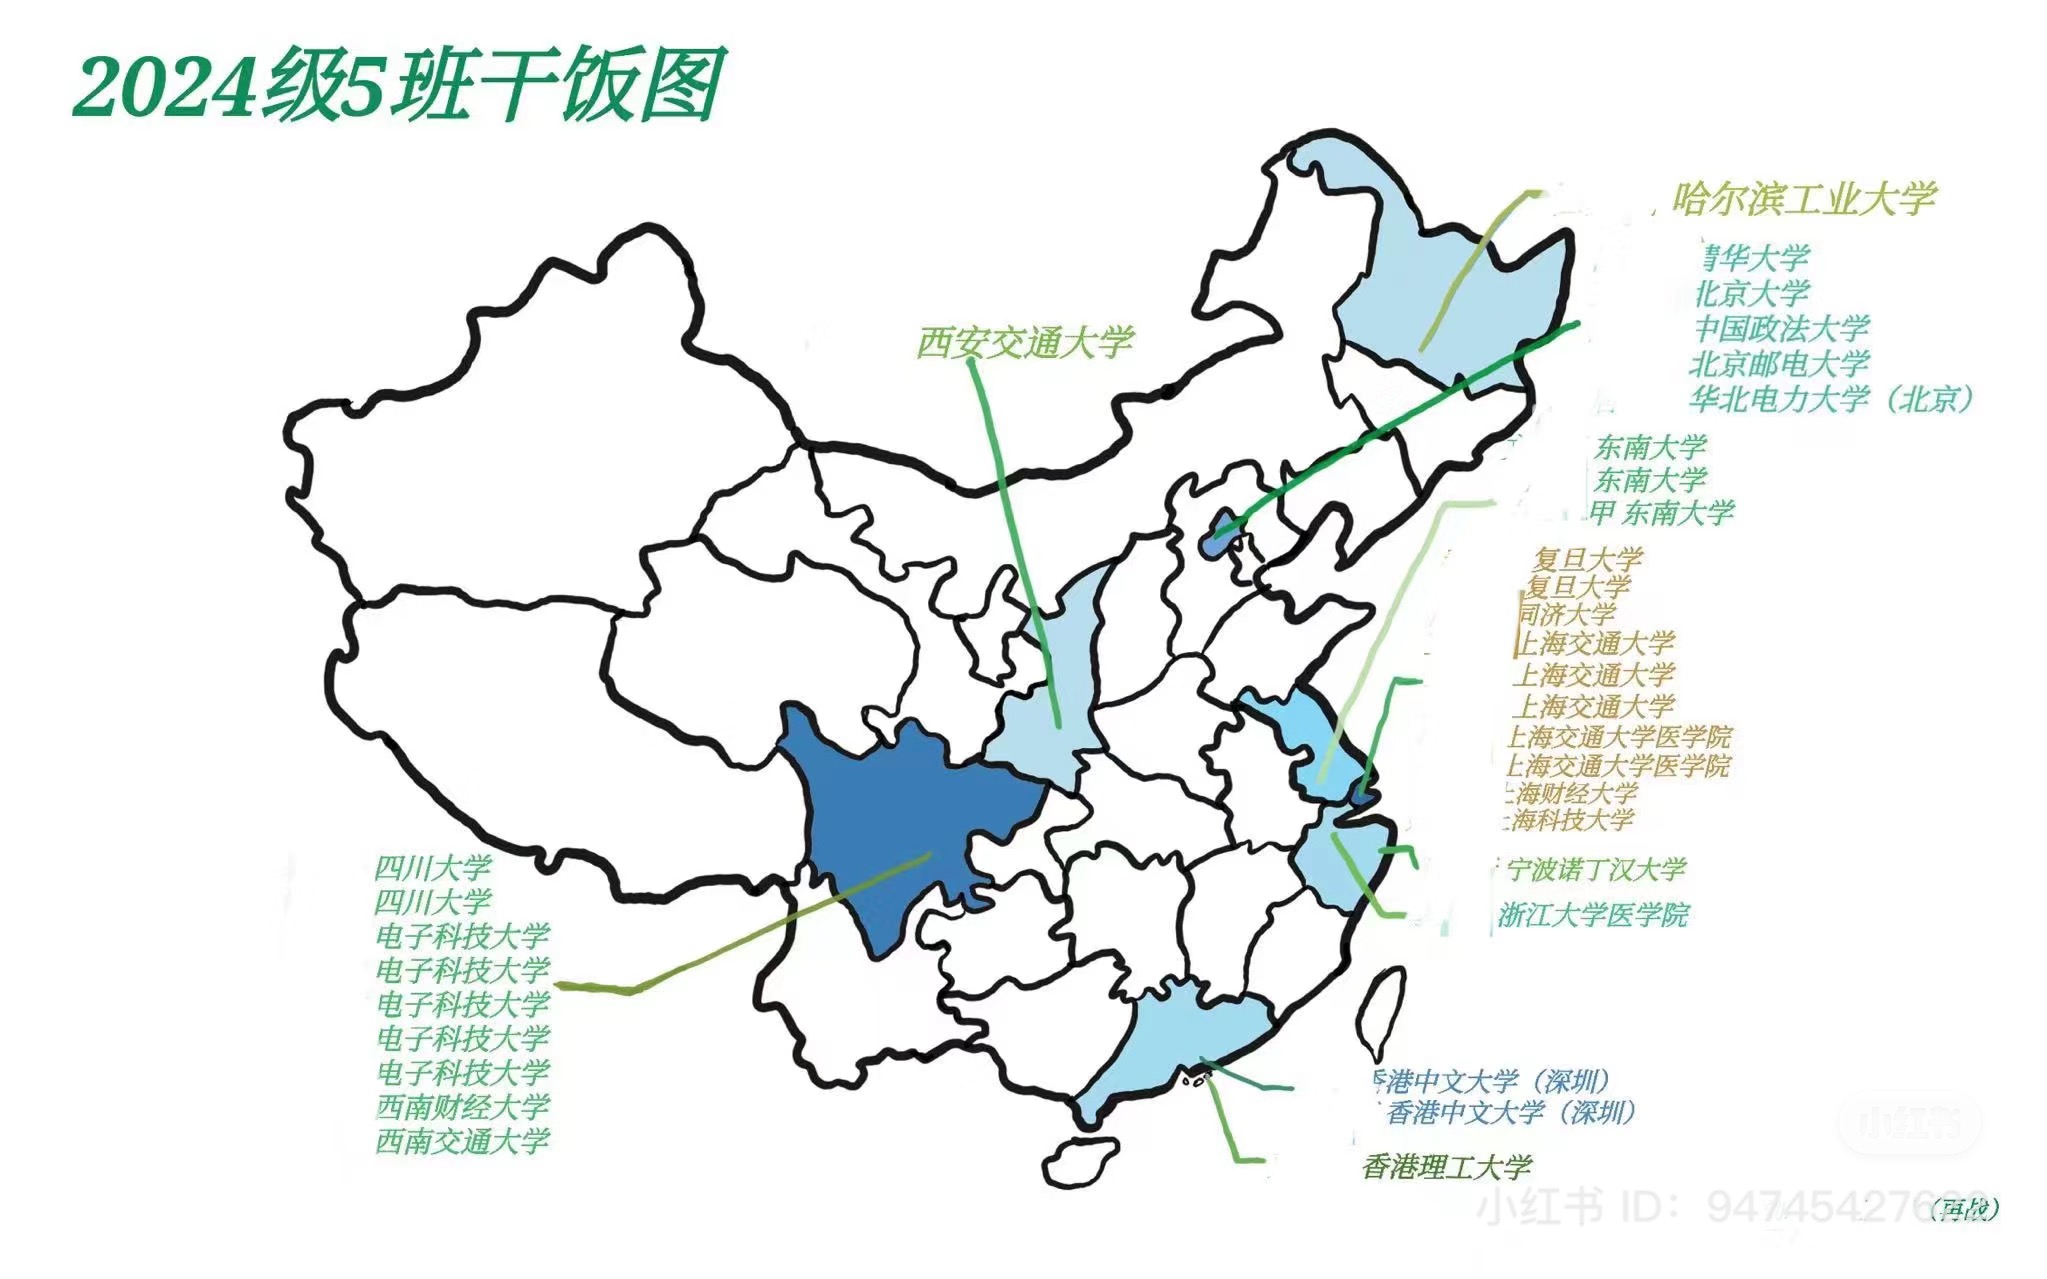 2024级5班干饭图
哈尔滨工业大学
清华大学
北京大学
中国政法大学
北京邮电大学
华北电力大学（北京）
西安交通大学
东南大学
东南大学
甲 东南大学
复旦大学
复旦大学
同济大学
上海交通大学
上海交通大学
上海交通大学
上海交通大学医学院
上海交通大学医学院
上海财经大学
上海科技大学
宁波诺丁汉大学
浙江大学医学院
四川大学
四川大学
电子科技大学
电子科技大学
电子科技大学
电子科技大学
电子科技大学
西南财经大学
西南交通大学
香港中文大学（深圳）
香港中文大学（深圳）
香港理工大学
小红书
小红书 ID：
（再战）